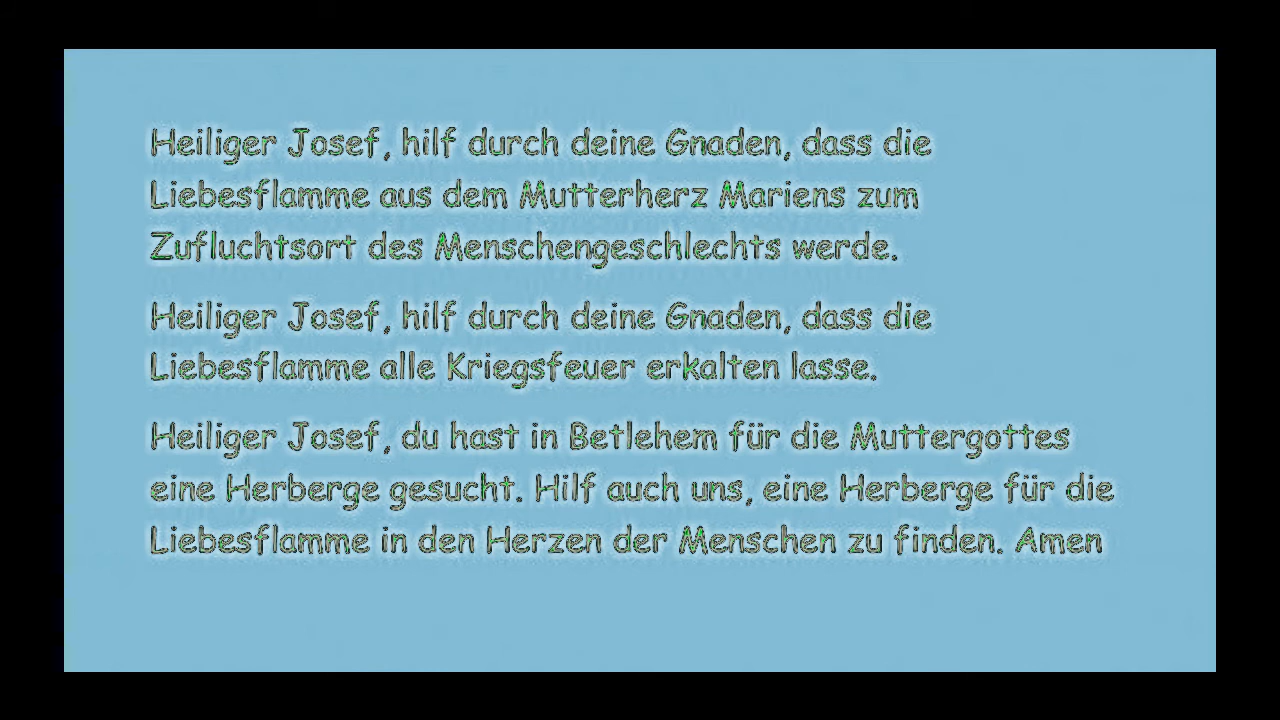 Heiliger Josef, hilf durch deine Gnaden, dass die
Liebesflamme aus dem Mutterherz Mariens zum
Zufluchtsort des Menschengeschlechts werde.
Heiliger Josef, hilf durch deine Gnaden, dass die
Liebesflamme alle Kriegsfeuer erkalten lasse.
Heiliger Josef, du hast in Betlehem für die Muttergottes
eine Herberge gesucht. Hilf auch uns, eine Herberge für die
Liebesflamme in den Herzen der Menschen zu finden. Amen